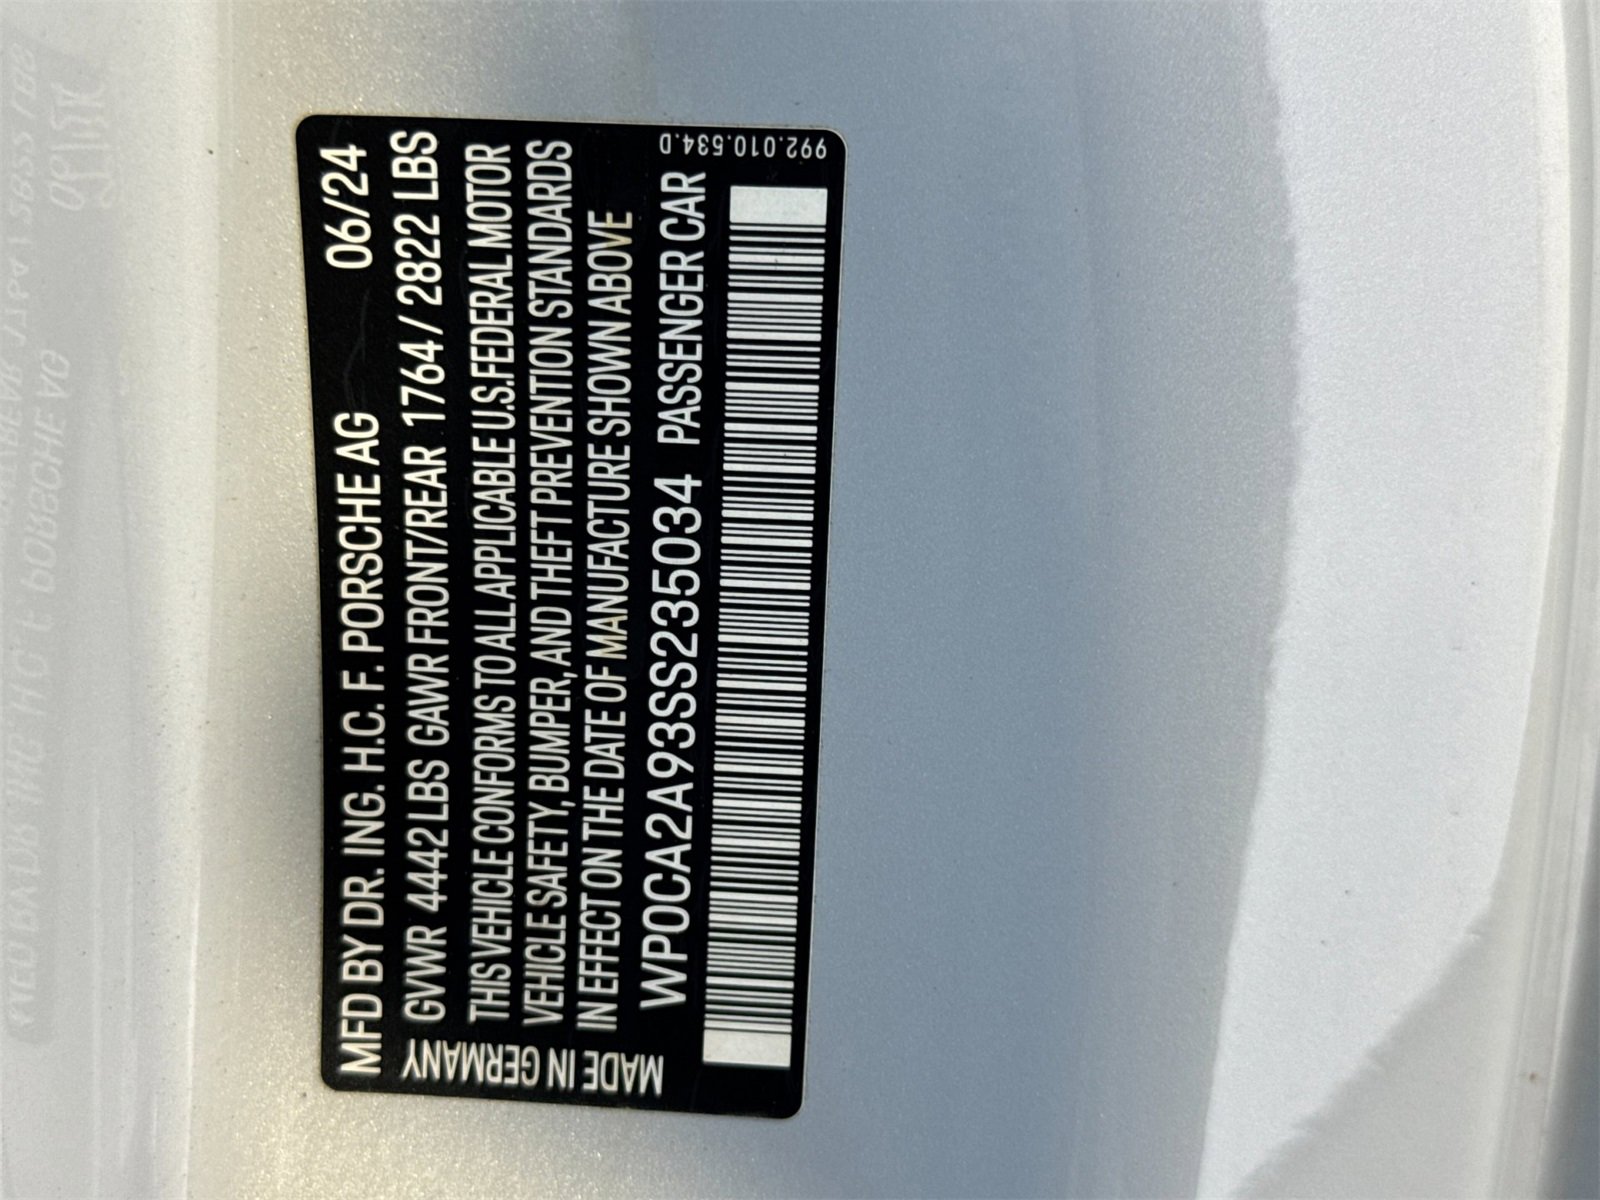 MFD BY DR. ING. H.C. F. PORSCHE AG 06/24
GVWR 4442 LBS GAWR FRONT/REAR 1764 / 2822 LBS
THIS VEHICLE CONFORMS TO ALL APPLICABLE U.S. FEDERAL MOTOR
VEHICLE SAFETY, BUMPER, AND THEFT PREVENTION STANDARDS
IN EFFECT ON THE DATE OF MANUFACTURE SHOWN ABOVE
WP0CA2A93SS235034 PASSENGER CAR
MADE IN GERMANY
992.010.534.D